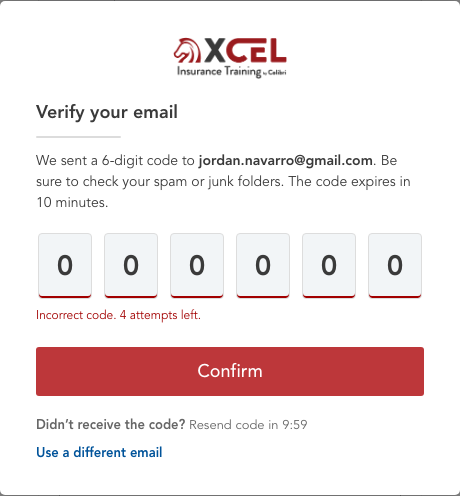 XCEL
Insurance Training by Colibri
Verify your email
We sent a 6-digit code to jordan.navarro@gmail.com. Be
sure to check your spam or junk folders. The code expires in
10 minutes.
0 0 0 0 0 0
Incorrect code. 4 attempts left.
Confirm
Didn’t receive the code? Resend code in 9:59
Use a different email